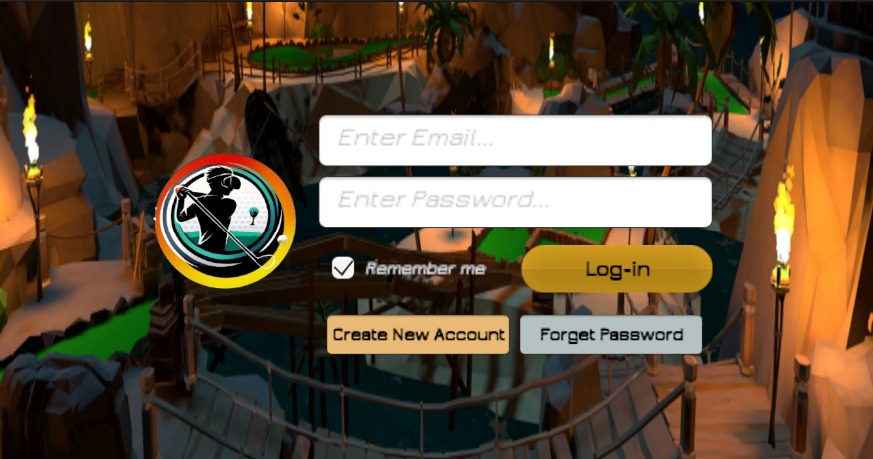 Enter Email...
Enter Password...
Remember me
Log-in
Create New Account
Forget Password